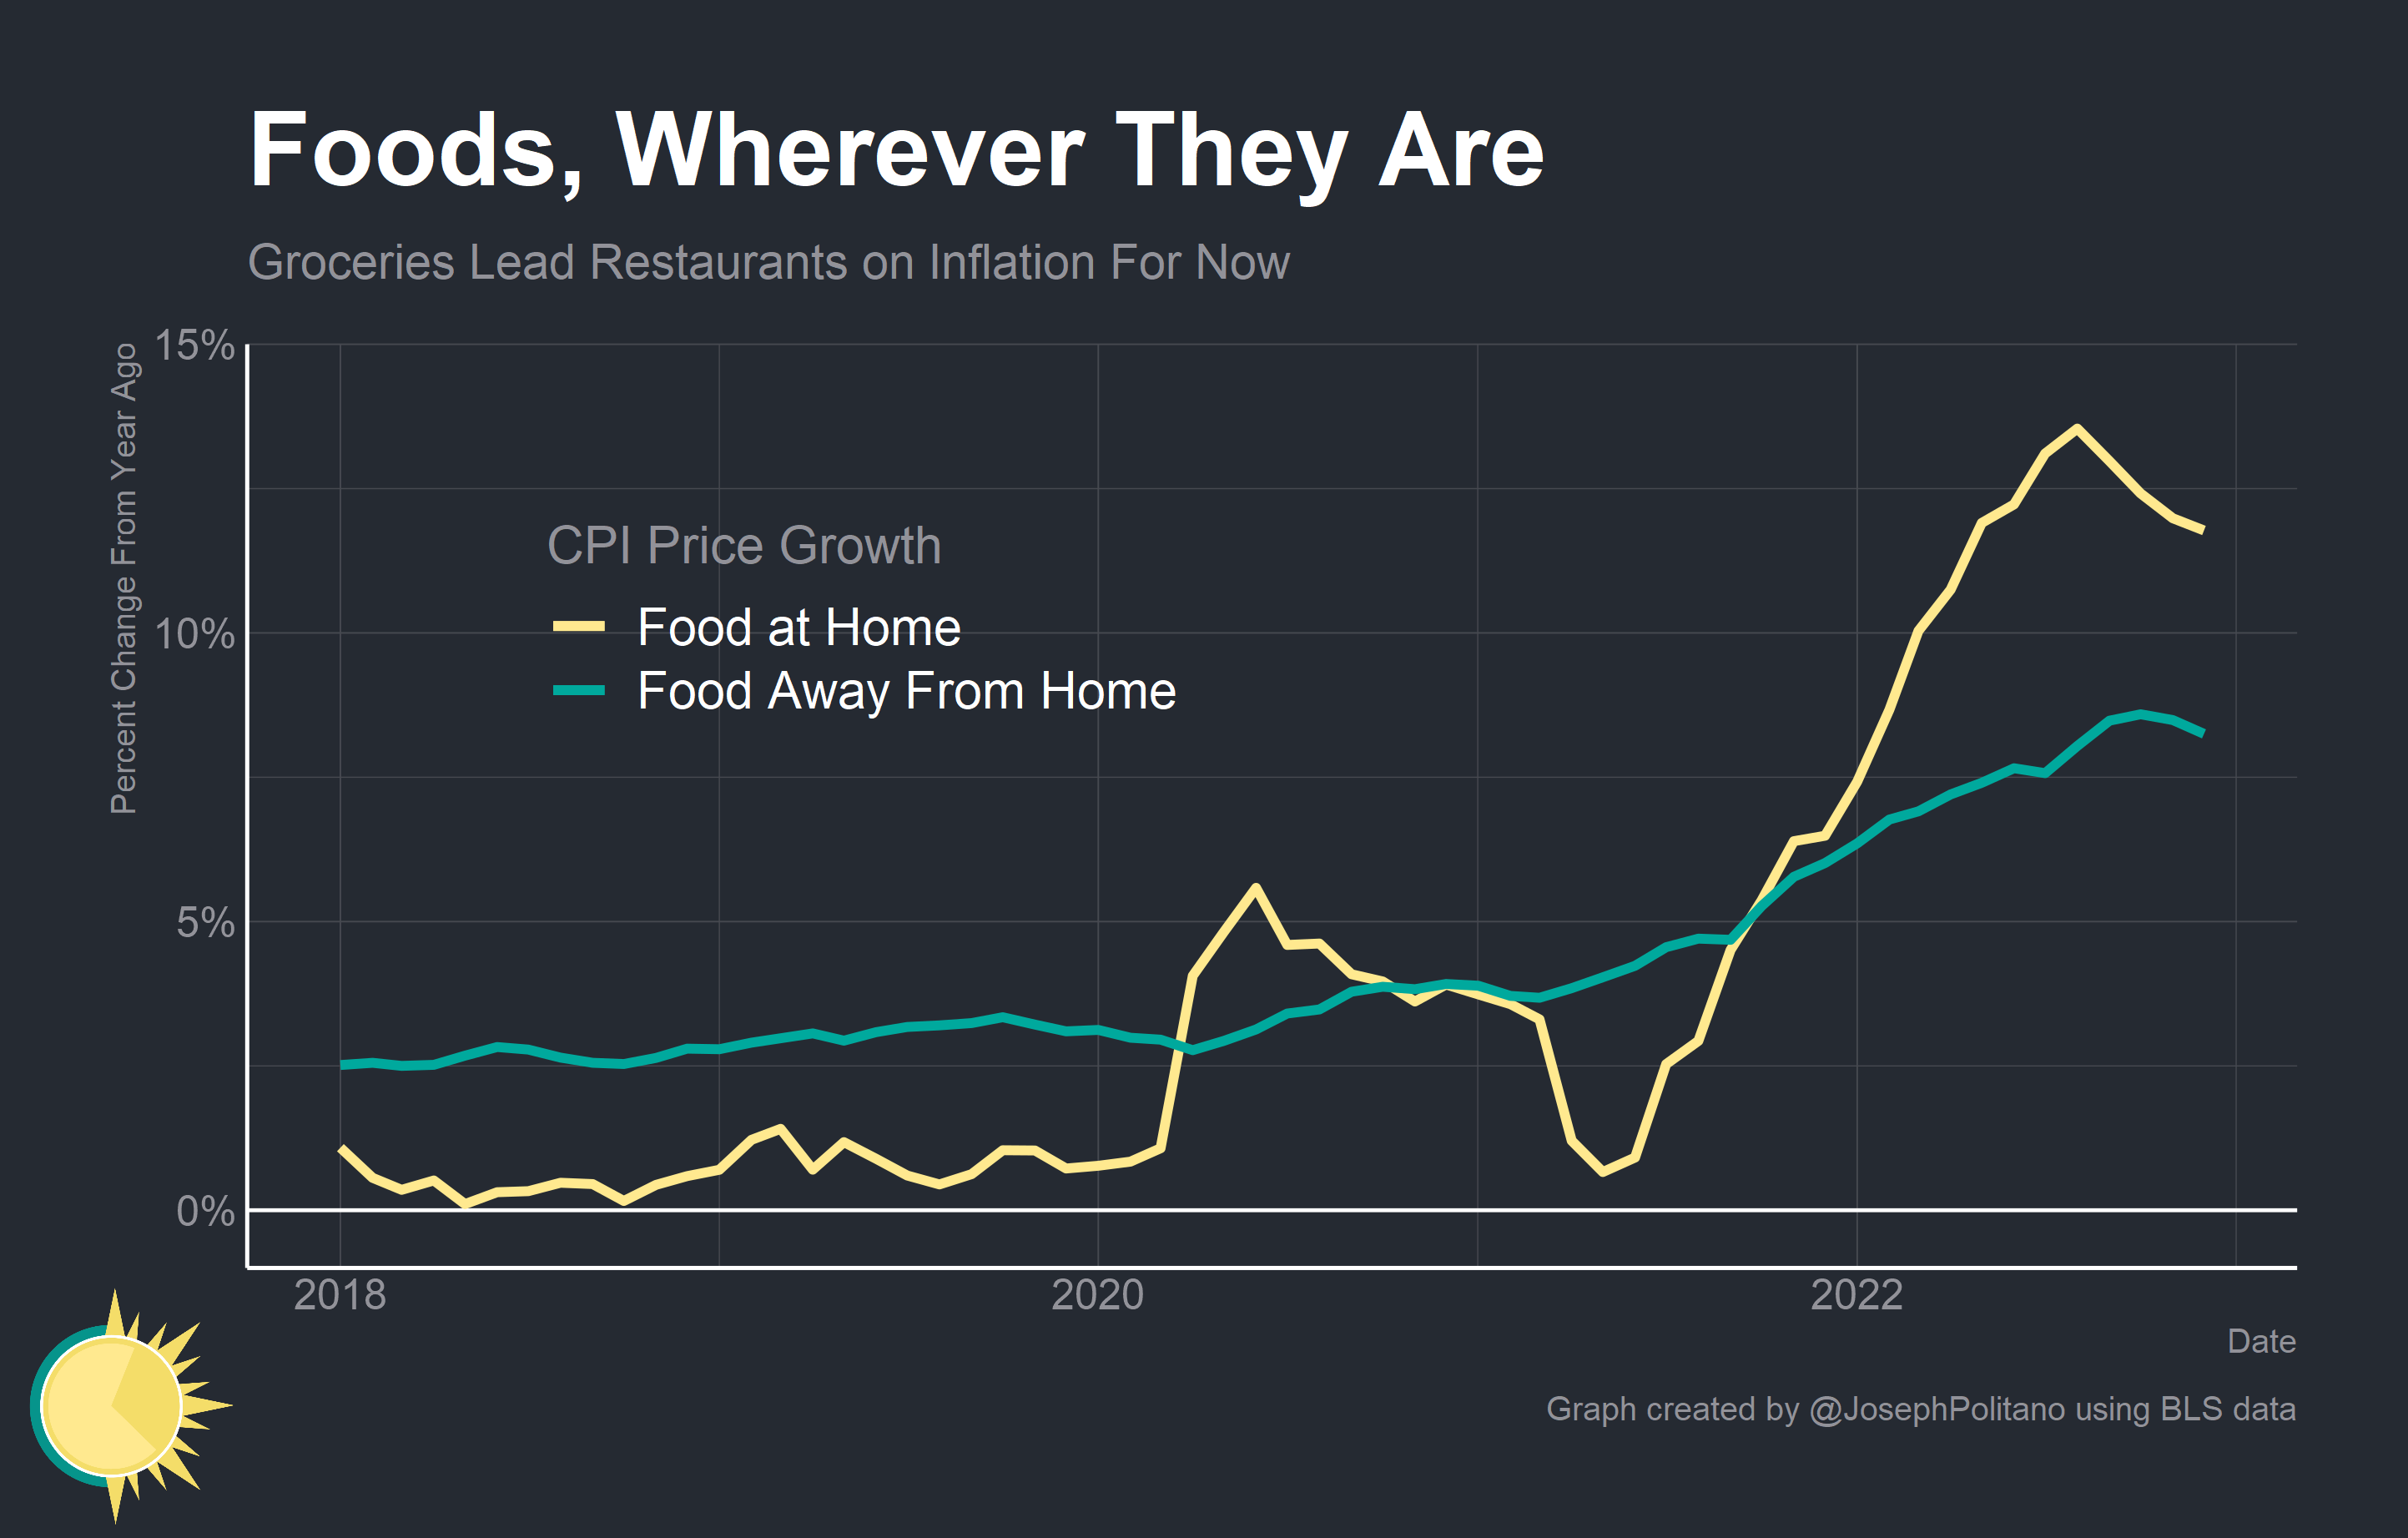 Foods, Wherever They Are
Groceries Lead Restaurants on Inflation For Now
Percent Change From Year Ago
15%
10%
5%
0%
CPI Price Growth
Food at Home
Food Away From Home
2018
2020
2022
Date
Graph created by @JosephPolitano using BLS data